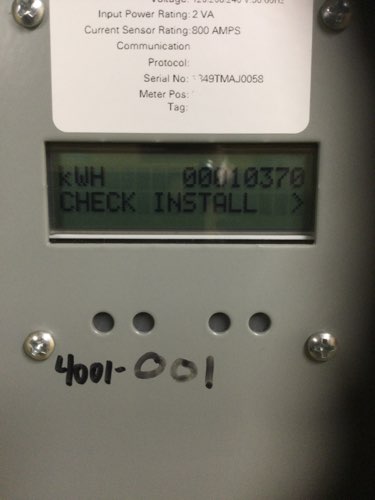 Input Power Rating: 2 VA
Current Sensor Rating: 800 AMPS
Communication
Protocol:
Serial No: 349TMAJ0058
Meter Pos:
Tag:
kWH 00010370
CHECK INSTALL >
4001-001